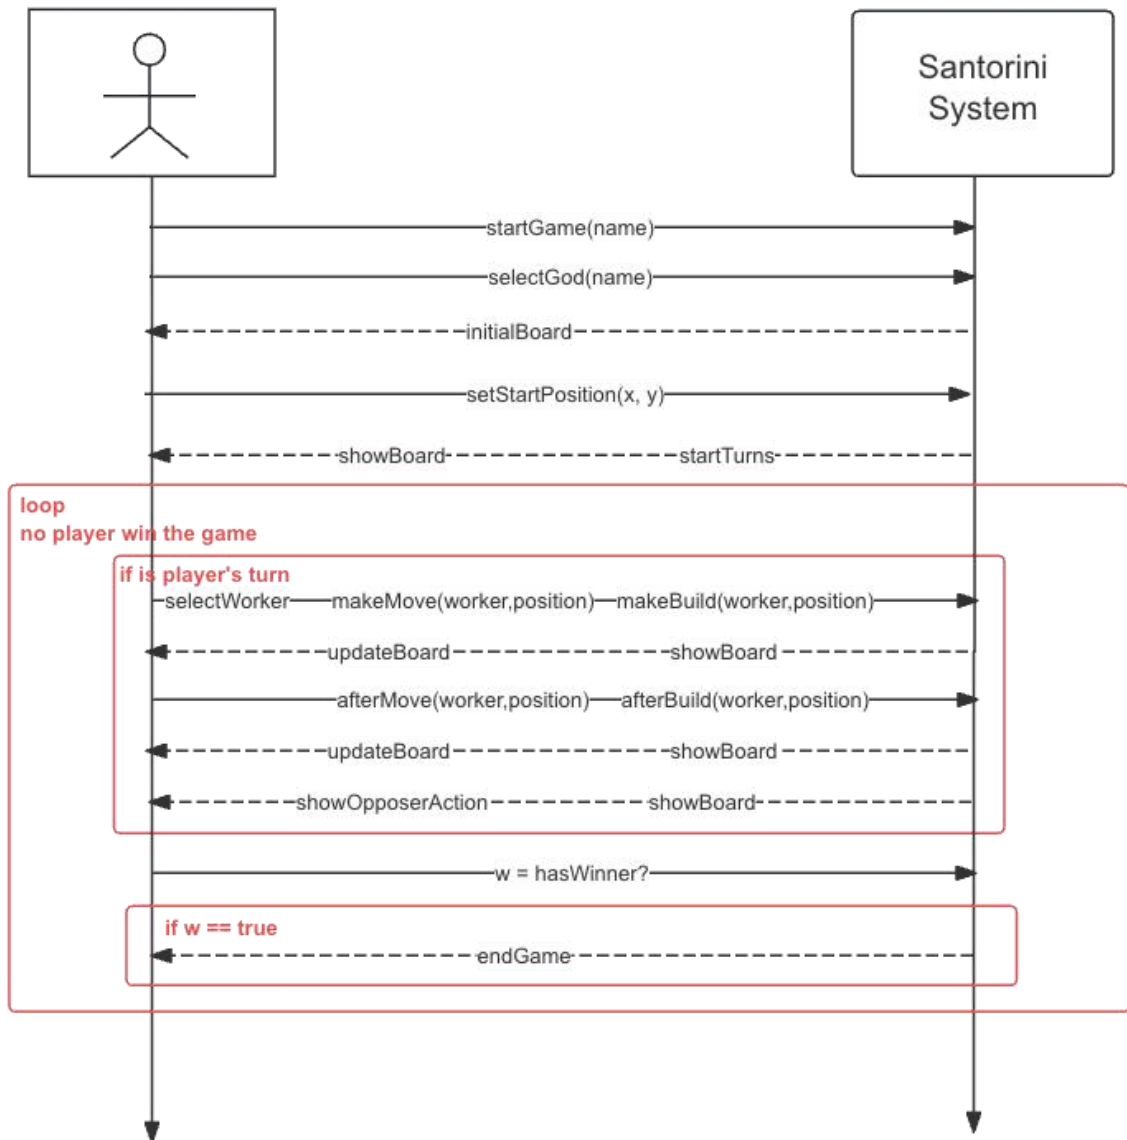 Santorini
System
startGame(name)
selectGod(name)
initialBoard
setStartPosition(x, y)
showBoard startTurns
loop
no player win the game
if is player's turn
selectWorker makeMove(worker,position) makeBuild(worker,position)
updateBoard showBoard
afterMove(worker,position) afterBuild(worker,position)
updateBoard showBoard
showOpposerAction showBoard
w = hasWinner?
if w == true
endGame